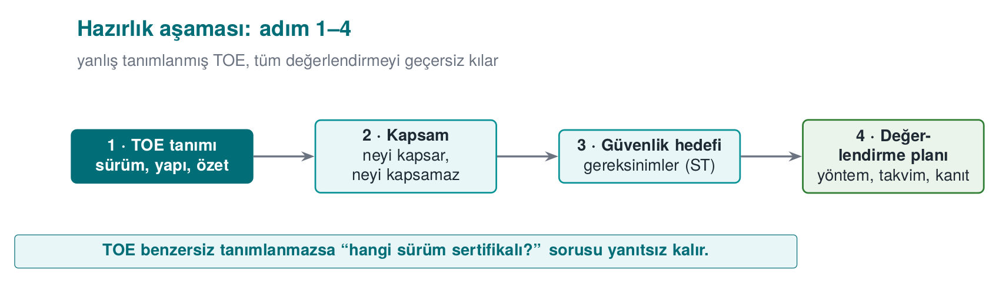 Hazırlık aşaması: adım 1–4
yanlış tanımlanmış TOE, tüm değerlendirmeyi geçersiz kılar
1 · TOE tanımı
sürüm, yapı, özet
2 · Kapsam
neyi kapsar,
neyi kapsamaz
3 · Güvenlik hedefi
gereksinimler (ST)
4 · Değer-
lendirme planı
yöntem, takvim, kanıt
TOE benzersiz tanımlanmazsa “hangi sürüm sertifikalı?” sorusu yanıtsız kalır.